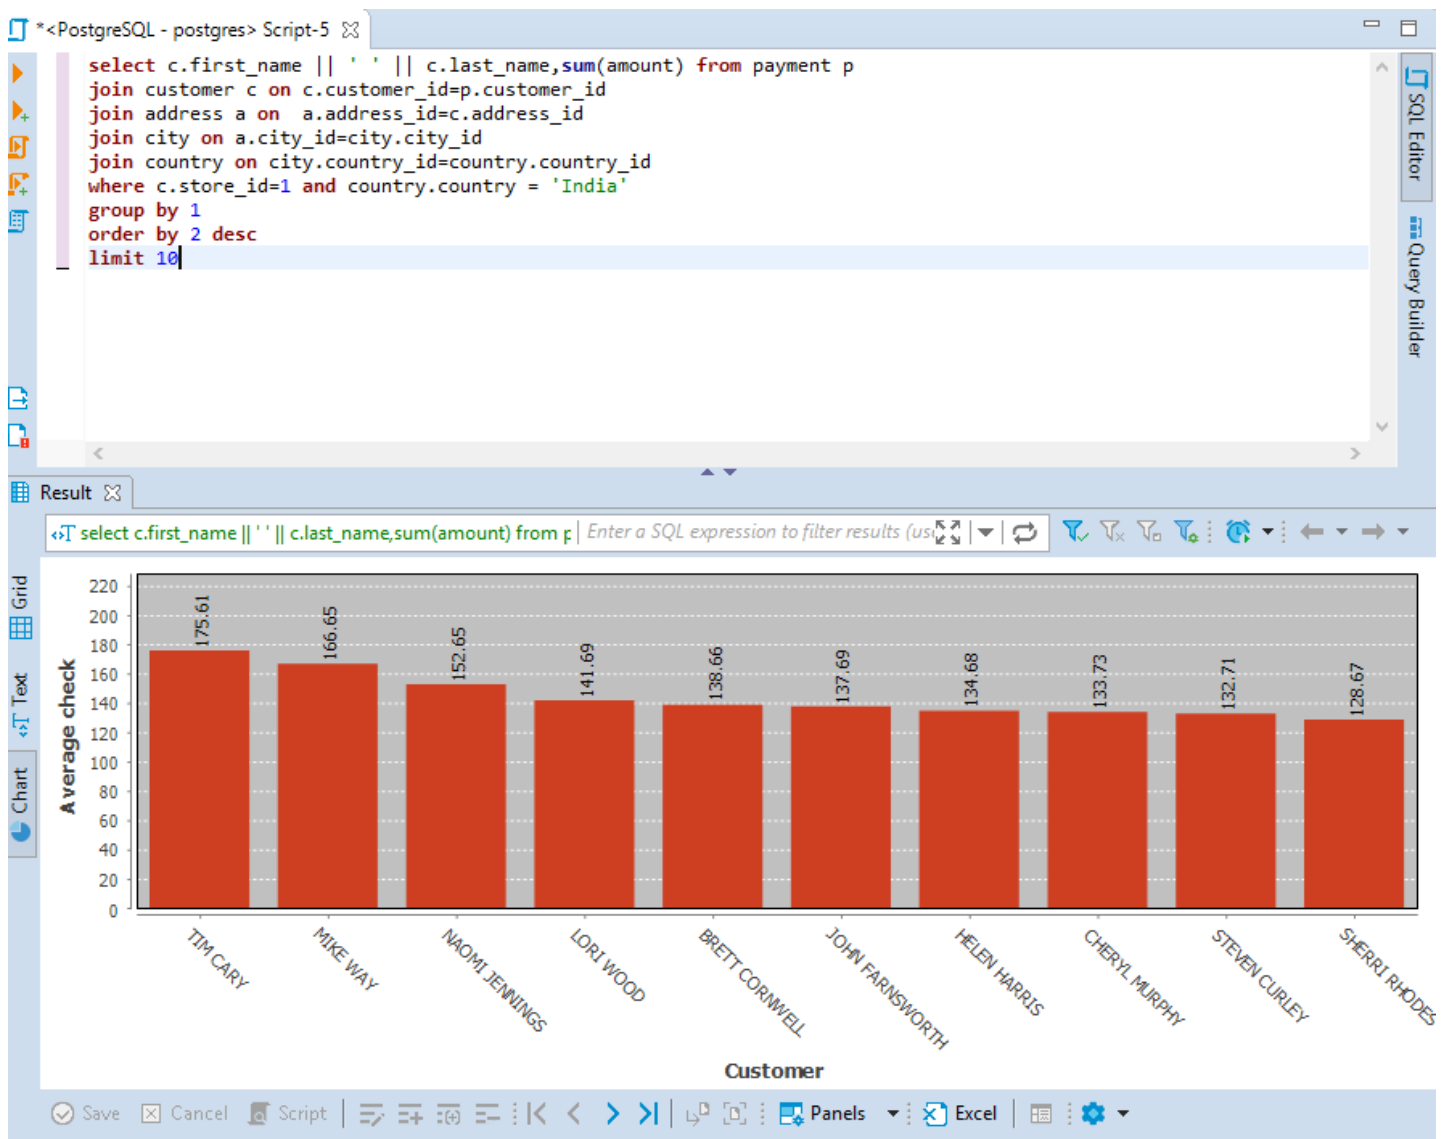 *<PostgreSQL - postgres> Script-5
select c.first_name || ' ' || c.last_name,sum(amount) from payment p
join customer c on c.customer_id=p.customer_id
join address a on  a.address_id=c.address_id
join city on a.city_id=city.city_id
join country on city.country_id=country.country_id
where c.store_id=1 and country.country = 'India'
group by 1
order by 2 desc
limit 10
SQL Editor
Query Builder
Result
select c.first_name || ' ' || c.last_name,sum(amount) from p
Enter a SQL expression to filter results (us
Grid
Text
Chart
Average check
220
200
180
160
140
120
100
80
60
40
20
0
175.61
166.65
152.65
141.69
138.66
137.69
134.68
133.73
132.71
128.67
TIM CARY
MIKE WAY
NAOMI JENNINGS
LORI WOOD
BRETT CORNWELL
JOHN FARNSWORTH
HELEN HARRIS
CHERYL MURPHY
STEVEN CURLEY
SHERRI RHODES
Customer
Save
Cancel
Script
Panels
Excel